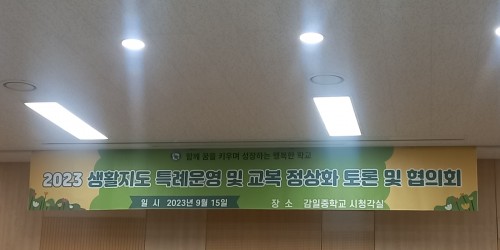 함께 꿈을 키우며 성장하는 행복한 학교
2023 생활지도 특례운영 및 교복 정상화 토론 및 협의회
일 시 2023년 9월 15일 장 소 감일중학교 시청각실